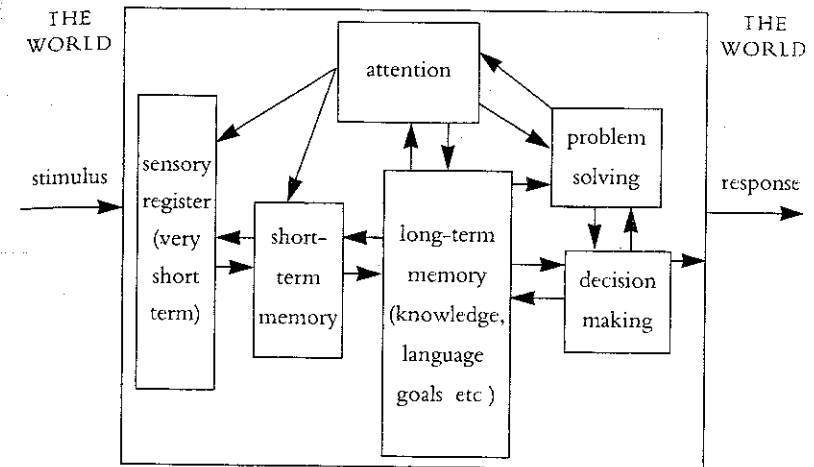 THE
WORLD
THE
WORLD
attention
problem
solving
sensory
register
(very
short
term)
stimulus
response
short-
term
memory
long-term
memory
(knowledge,
language
goals etc )
decision
making